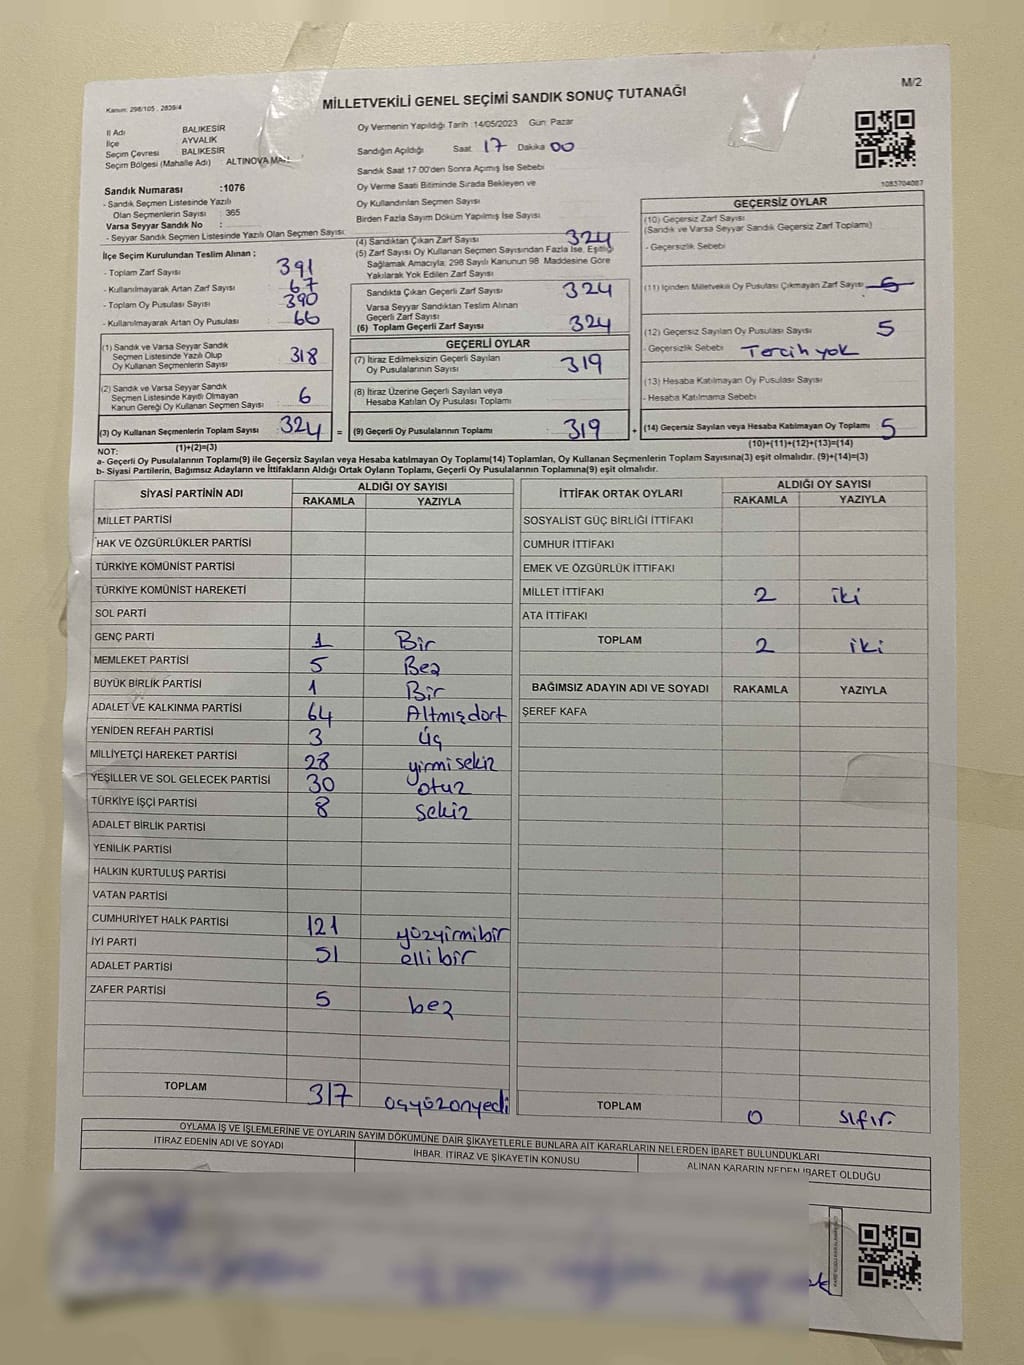 Kanun: 298/105 , 2839/4
MİLLETVEKİLİ GENEL SEÇİMİ SANDIK SONUÇ TUTANAĞI
M/2
İl Adı BALIKESİR
İlçe AYVALIK
Seçim Çevresi BALIKESİR
Seçim Bölgesi (Mahalle Adı) ALTINOVA MAH.
Sandık Numarası :1076
- Sandık Seçmen Listesinde Yazılı
Olan Seçmenlerin Sayısı : 365
Varsa Seyyar Sandık No :
- Seyyar Sandık Seçmen Listesinde Yazılı Olan Seçmen Sayısı:
Oy Vermenin Yapıldığı Tarih :14/05/2023 Gün: Pazar
Sandığın Açıldığı Saat 17 Dakika 00
Sandık Saat 17.00'den Sonra Açımış İse Sebebi
Oy Verme Saati Bitiminde Sırada Bekleyen ve
Oy Kullandırılan Seçmen Sayısı
Birden Fazla Sayım Döküm Yapılmış İse Sayısı
1083704087
İlçe Seçim Kurulundan Teslim Alınan ;
- Toplam Zarf Sayısı 391
- Kullanılmayarak Artan Zarf Sayısı 67
- Toplam Oy Pusulası Sayısı 390
- Kullanılmayarak Artan Oy Pusulası 66
(4) Sandıktan Çıkan Zarf Sayısı 324
(5) Zarf Sayısı Oy Kullanan Seçmen Sayısından Fazla İse, Eşitliği
Sağlamak Amacıyla; 298 Sayılı Kanunun 98. Maddesine Göre
Yakılarak Yok Edilen Zarf Sayısı
Sandıkta Çıkan Geçerli Zarf Sayısı 324
Varsa Seyyar Sandıktan Teslim Alınan
Geçerli Zarf Sayısı
(6) Toplam Geçerli Zarf Sayısı 324
GEÇERSİZ OYLAR
(10) Geçersiz Zarf Sayısı
(Sandık ve Varsa Seyyar Sandık Geçersiz Zarf Toplamı)
- Geçersizlik Sebebi
(11) İçinden Milletvekili Oy Pusulası Çıkmayan Zarf Sayısı
(12) Geçersiz Sayılan Oy Pusulası Sayısı 5
- Geçersizlik Sebebi Tercih yok
(13) Hesaba Katılmayan Oy Pusulası Sayısı
- Hesaba Katılmama Sebebi
(1) Sandık ve Varsa Seyyar Sandık
Seçmen Listesinde Yazılı Olup
Oy Kullanan Seçmenlerin Sayısı 318
(2) Sandık ve Varsa Seyyar Sandık
Seçmen Listesinde Kayıtlı Olmayan
Kanun Gereği Oy Kullanan Seçmen Sayısı 6
GEÇERLİ OYLAR
(7) İtiraz Edilmeksizin Geçerli Sayılan
Oy Pusulalarının Sayısı 319
(8) İtiraz Üzerine Geçerli Sayılan veya
Hesaba Katılan Oy Pusulası Toplamı
(3) Oy Kullanan Seçmenlerin Toplam Sayısı 324 = (9) Geçerli Oy Pusulalarının Toplamı 319 + (14) Geçersiz Sayılan veya Hesaba Katılmayan Oy Toplamı 5
(1)+(2)=(3)
(10)+(11)+(12)+(13)=(14)
NOT:
a- Geçerli Oy Pusulalarının Toplamı(9) ile Geçersiz Sayılan veya Hesaba katılmayan Oy Toplamı(14) Toplamları, Oy Kullanan Seçmenlerin Toplam Sayısına(3) eşit olmalıdır. (9)+(14)=(3)
b- Siyasi Partilerin, Bağımsız Adayların ve İttifakların Aldığı Ortak Oyların Toplamı, Geçerli Oy Pusulalarının Toplamına(9) eşit olmalıdır.
SİYASİ PARTİNİN ADI ALDIĞI OY SAYISI
RAKAMLA YAZIYLA
MİLLET PARTİSİ
HAK VE ÖZGÜRLÜKLER PARTİSİ
TÜRKİYE KOMÜNİST PARTİSİ
TÜRKİYE KOMÜNİST HAREKETİ
SOL PARTİ
GENÇ PARTİ 1 Bir
MEMLEKET PARTİSİ 5 Beş
BÜYÜK BİRLİK PARTİSİ 1 Bir
ADALET VE KALKINMA PARTİSİ 64 Altmışdört
YENİDEN REFAH PARTİSİ 3 üç
MİLLİYETÇİ HAREKET PARTİSİ 28 yirmisekiz
YEŞİLLER VE SOL GELECEK PARTİSİ 30 otuz
TÜRKİYE İŞÇİ PARTİSİ 8 sekiz
ADALET BİRLİK PARTİSİ
YENİLİK PARTİSİ
HALKIN KURTULUŞ PARTİSİ
VATAN PARTİSİ
CUMHURİYET HALK PARTİSİ 121 yüzyirmibir
İYİ PARTİ 51 ellibir
ADALET PARTİSİ
ZAFER PARTİSİ 5 beş
TOPLAM 317 üçyüzonyedi
İTTİFAK ORTAK OYLARI ALDIĞI OY SAYISI
RAKAMLA YAZIYLA
SOSYALİST GÜÇ BİRLİĞİ İTTİFAKI
CUMHUR İTTİFAKI
EMEK VE ÖZGÜRLÜK İTTİFAKI
MİLLET İTTİFAKI 2 iki
ATA İTTİFAKI
TOPLAM 2 iki
BAĞIMSIZ ADAYIN ADI VE SOYADI RAKAMLA YAZIYLA
ŞEREF KAFA
TOPLAM 0 sıfır.
OYLAMA İŞ VE İŞLEMLERİNE VE OYLARIN SAYIM DÖKÜMÜNE DAİR ŞİKAYETLERLE BUNLARA AİT KARARLARIN NELERDEN İBARET BULUNDUKLARI
İTİRAZ EDENİN ADI VE SOYADI İHBAR, İTİRAZ VE ŞİKAYETİN KONUSU ALINAN KARARIN NEDEN İBARET OLDUĞU